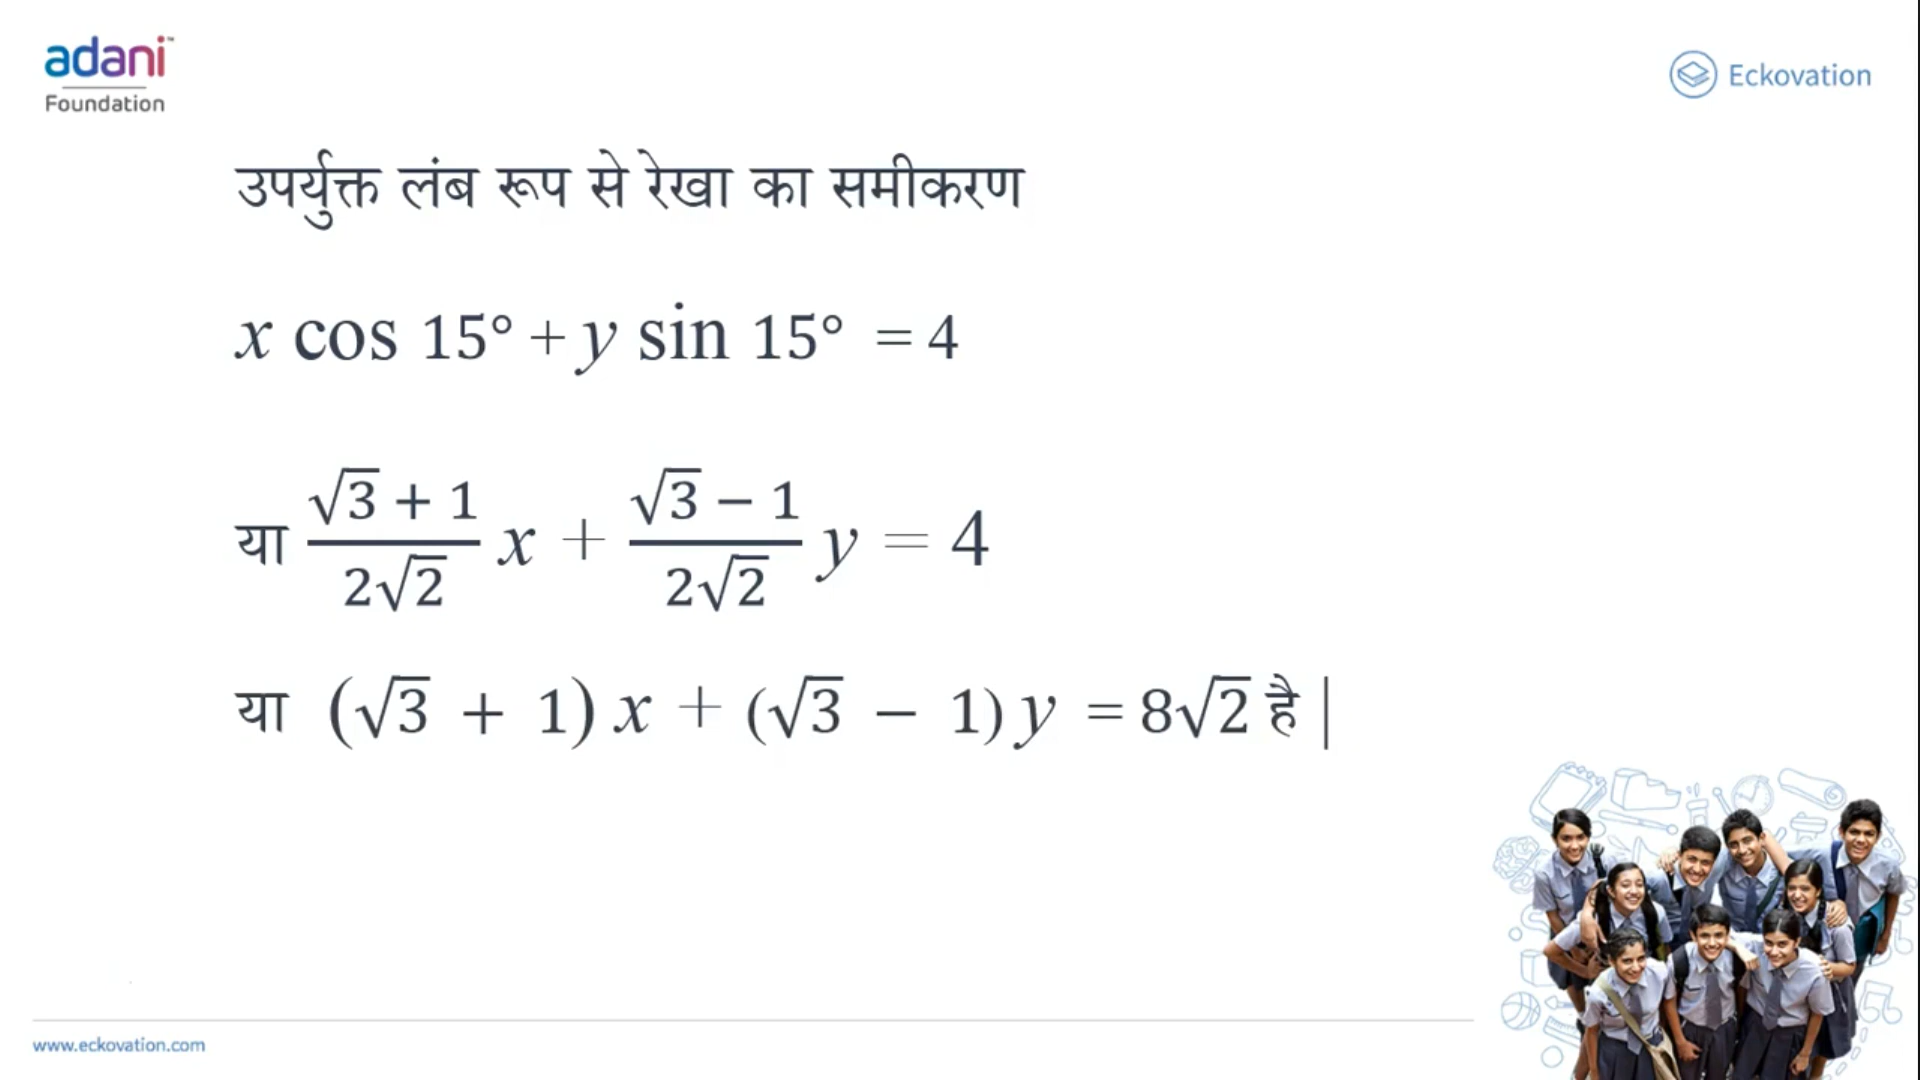 adani™
Foundation
Eckovation
उपर्युक्त लंब रूप से रेखा का समीकरण
x cos 15° + y sin 15° = 4
या (√3 + 1)/(2√2) x + (√3 − 1)/(2√2) y = 4
या (√3 + 1) x + (√3 − 1) y = 8√2 है |
www.eckovation.com